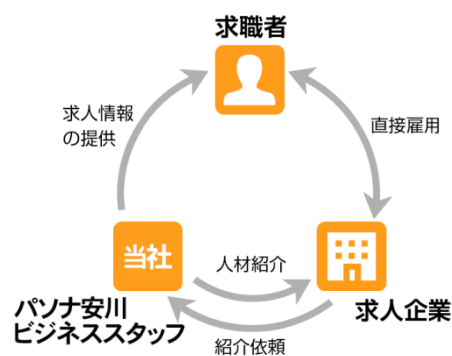 求職者
求人情報
の提供
直接雇用
当社
人材紹介
パソナ安川
ビジネススタッフ
求人企業
紹介依頼